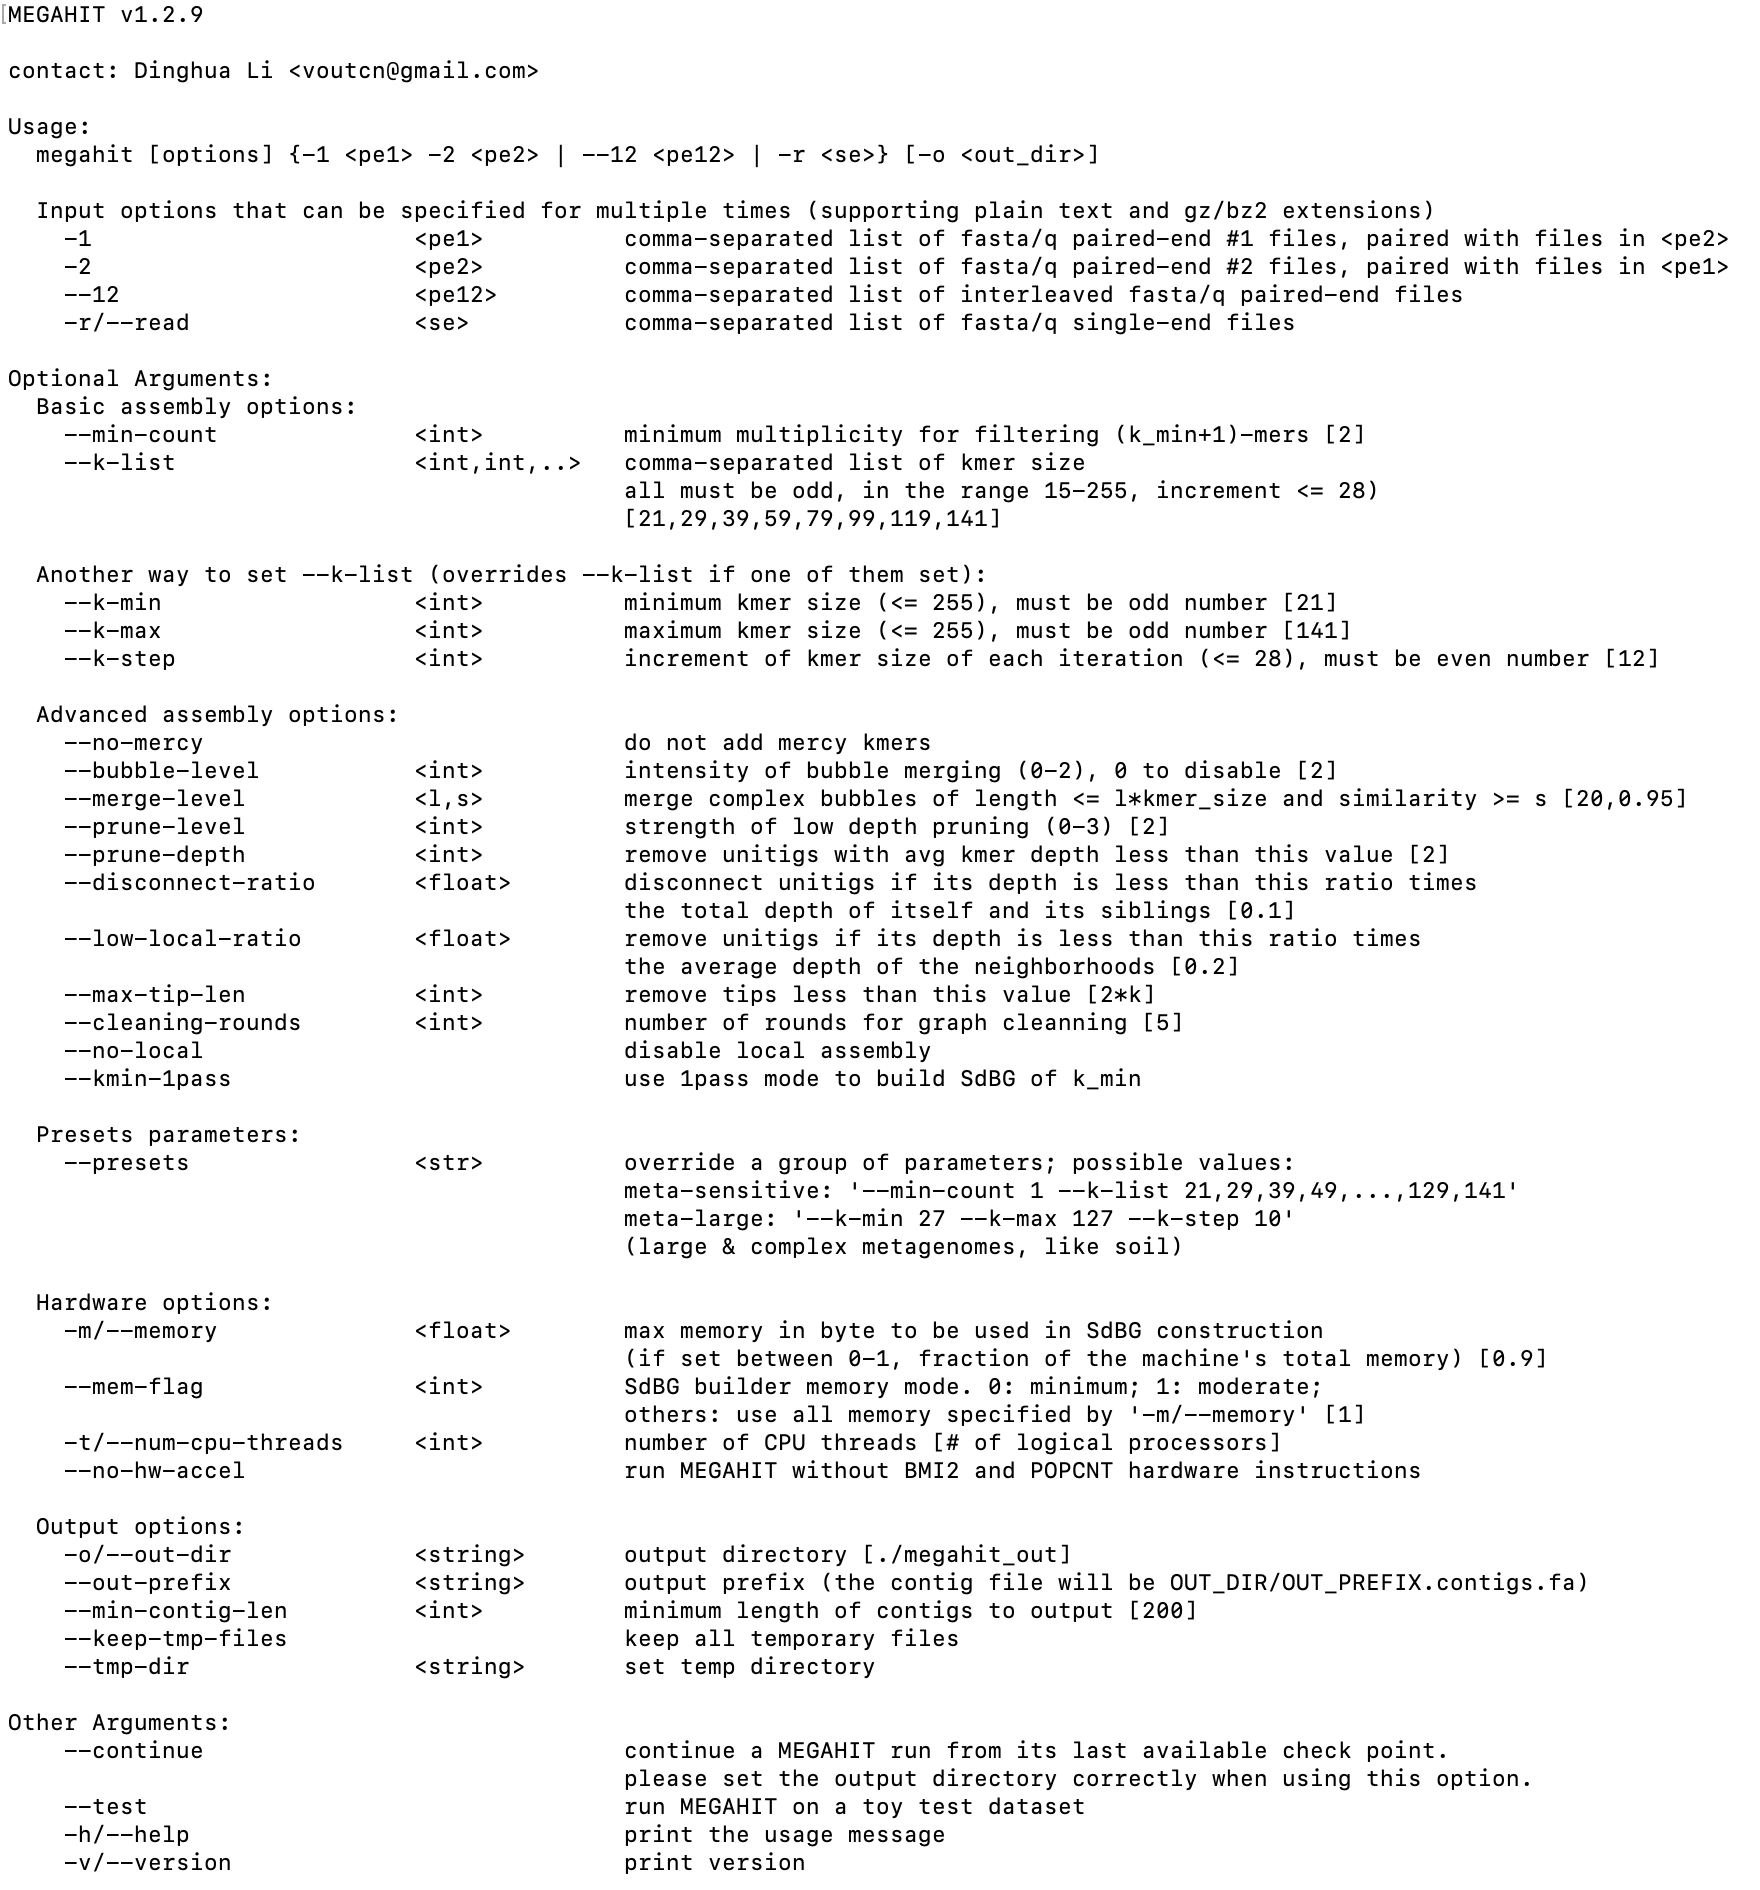 MEGAHIT v1.2.9
contact: Dinghua Li <voutcn@gmail.com>
Usage:
megahit [options] {-1 <pe1> -2 <pe2> | --12 <pe12> | -r <se>} [-o <out_dir>]
Input options that can be specified for multiple times (supporting plain text and gz/bz2 extensions)
-1 <pe1> comma-separated list of fasta/q paired-end #1 files, paired with files in <pe2>
-2 <pe2> comma-separated list of fasta/q paired-end #2 files, paired with files in <pe1>
--12 <pe12> comma-separated list of interleaved fasta/q paired-end files
-r/--read <se> comma-separated list of fasta/q single-end files
Optional Arguments:
Basic assembly options:
--min-count <int> minimum multiplicity for filtering (k_min+1)-mers [2]
--k-list <int,int,..> comma-separated list of kmer size
all must be odd, in the range 15-255, increment <= 28)
[21,29,39,59,79,99,119,141]
Another way to set --k-list (overrides --k-list if one of them set):
--k-min <int> minimum kmer size (<= 255), must be odd number [21]
--k-max <int> maximum kmer size (<= 255), must be odd number [141]
--k-step <int> increment of kmer size of each iteration (<= 28), must be even number [12]
Advanced assembly options:
--no-mercy do not add mercy kmers
--bubble-level <int> intensity of bubble merging (0-2), 0 to disable [2]
--merge-level <l,s> merge complex bubbles of length <= l*kmer_size and similarity >= s [20,0.95]
--prune-level <int> strength of low depth pruning (0-3) [2]
--prune-depth <int> remove unitigs with avg kmer depth less than this value [2]
--disconnect-ratio <float> disconnect unitigs if its depth is less than this ratio times
the total depth of itself and its siblings [0.1]
--low-local-ratio <float> remove unitigs if its depth is less than this ratio times
the average depth of the neighborhoods [0.2]
--max-tip-len <int> remove tips less than this value [2*k]
--cleaning-rounds <int> number of rounds for graph cleanning [5]
--no-local disable local assembly
--kmin-1pass use 1pass mode to build SdBG of k_min
Presets parameters:
--presets <str> override a group of parameters; possible values:
meta-sensitive: '--min-count 1 --k-list 21,29,39,49,...,129,141'
meta-large: '--k-min 27 --k-max 127 --k-step 10'
(large & complex metagenomes, like soil)
Hardware options:
-m/--memory <float> max memory in byte to be used in SdBG construction
(if set between 0-1, fraction of the machine's total memory) [0.9]
--mem-flag <int> SdBG builder memory mode. 0: minimum; 1: moderate;
others: use all memory specified by '-m/--memory' [1]
-t/--num-cpu-threads <int> number of CPU threads [# of logical processors]
--no-hw-accel run MEGAHIT without BMI2 and POPCNT hardware instructions
Output options:
-o/--out-dir <string> output directory [./megahit_out]
--out-prefix <string> output prefix (the contig file will be OUT_DIR/OUT_PREFIX.contigs.fa)
--min-contig-len <int> minimum length of contigs to output [200]
--keep-tmp-files keep all temporary files
--tmp-dir <string> set temp directory
Other Arguments:
--continue continue a MEGAHIT run from its last available check point.
please set the output directory correctly when using this option.
--test run MEGAHIT on a toy test dataset
-h/--help print the usage message
-v/--version print version